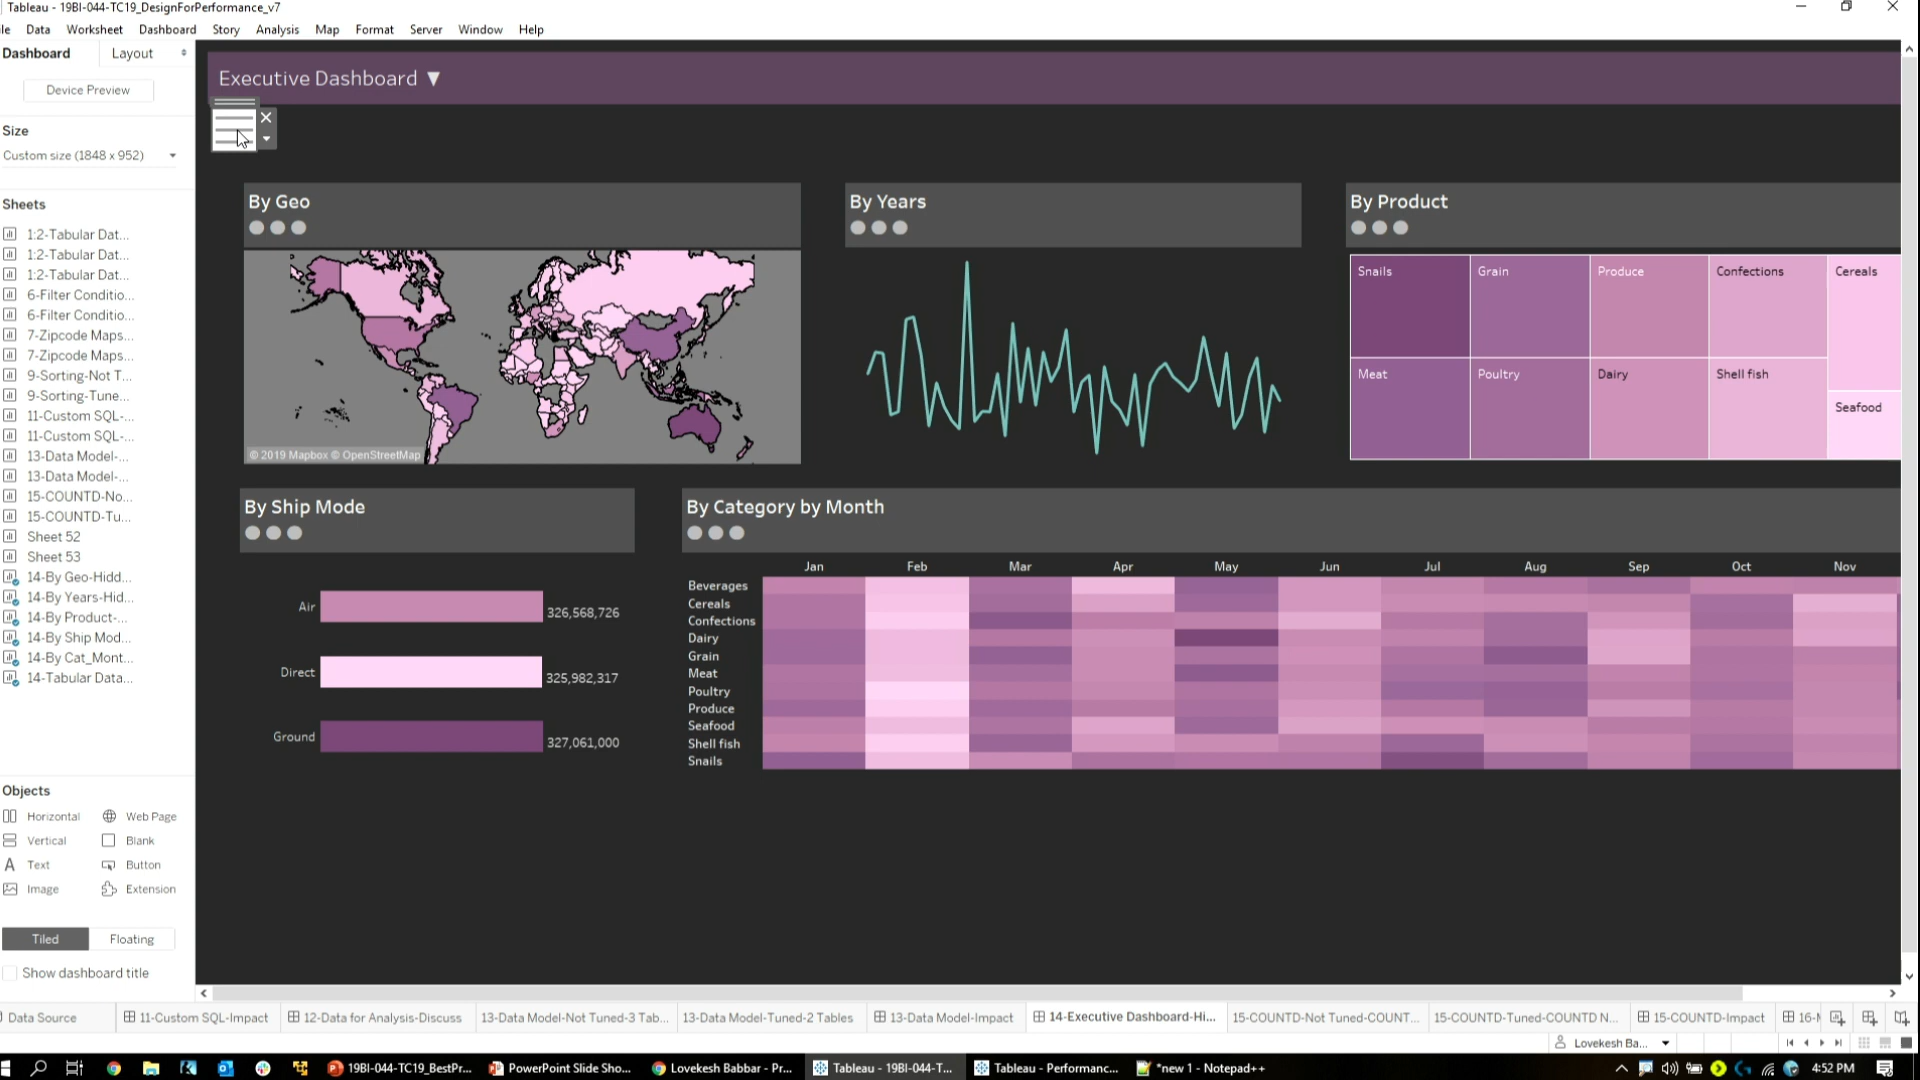 Tableau - 19BI-044-TC19_DesignForPerformance_v7
ile Data Worksheet Dashboard Story Analysis Map Format Server Window Help
Dashboard Layout
Device Preview
Size
Custom size (1848 x 952)
Sheets
1:2-Tabular Dat...
1:2-Tabular Dat...
1:2-Tabular Dat...
6-Filter Conditio...
6-Filter Conditio...
7-Zipcode Maps...
7-Zipcode Maps...
9-Sorting-Not T...
9-Sorting-Tune...
11-Custom SQL-...
11-Custom SQL-...
13-Data Model-...
13-Data Model-...
15-COUNTD-No...
15-COUNTD-Tu...
Sheet 52
Sheet 53
14-By Geo-Hidd...
14-By Years-Hid...
14-By Product-...
14-By Ship Mod...
14-By Cat_Mont...
14-Tabular Data...
Objects
Horizontal Web Page
Vertical Blank
Text Button
Image Extension
Tiled Floating
Show dashboard title
Executive Dashboard ▼
By Geo
© 2019 Mapbox © OpenStreetMap
By Years
By Product
Snails Grain Produce Confections Cereals
Meat Poultry Dairy Shell fish
Seafood
By Ship Mode
Air 326,568,726
Direct 325,982,317
Ground 327,061,000
By Category by Month
Jan Feb Mar Apr May Jun Jul Aug Sep Oct Nov
Beverages
Cereals
Confections
Dairy
Grain
Meat
Poultry
Produce
Seafood
Shell fish
Snails
Data Source 11-Custom SQL-Impact 12-Data for Analysis-Discuss 13-Data Model-Not Tuned-3 Tab... 13-Data Model-Tuned-2 Tables 13-Data Model-Impact 14-Executive Dashboard-Hi... 15-COUNTD-Not Tuned-COUNT... 15-COUNTD-Tuned-COUNTD N... 15-COUNTD-Impact
Lovekesh Ba...
19BI-044-TC19_BestPr... PowerPoint Slide Sho... Lovekesh Babbar - Pr... Tableau - 19BI-044-T... Tableau - Performanc... *new 1 - Notepad++ 4:52 PM